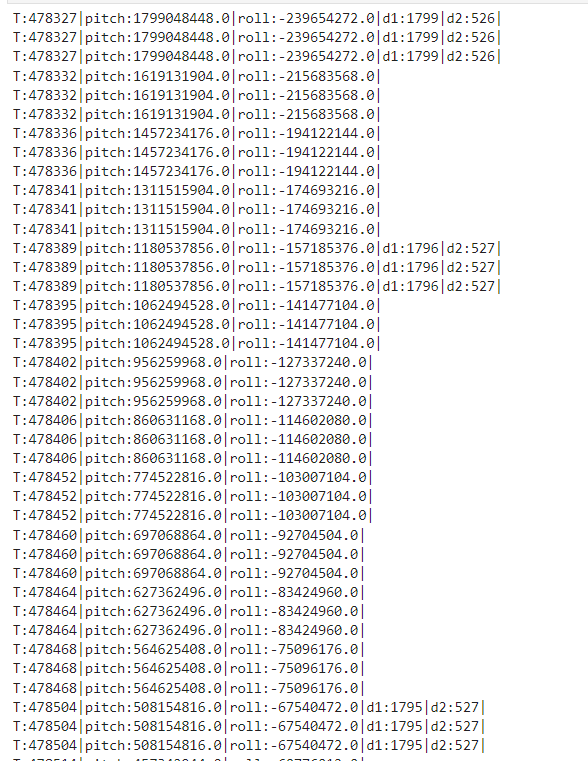 T:478327|pitch:1799048448.0|roll:-239654272.0|d1:1799|d2:526|
T:478327|pitch:1799048448.0|roll:-239654272.0|d1:1799|d2:526|
T:478327|pitch:1799048448.0|roll:-239654272.0|d1:1799|d2:526|
T:478332|pitch:1619131904.0|roll:-215683568.0|
T:478332|pitch:1619131904.0|roll:-215683568.0|
T:478332|pitch:1619131904.0|roll:-215683568.0|
T:478336|pitch:1457234176.0|roll:-194122144.0|
T:478336|pitch:1457234176.0|roll:-194122144.0|
T:478336|pitch:1457234176.0|roll:-194122144.0|
T:478341|pitch:1311515904.0|roll:-174693216.0|
T:478341|pitch:1311515904.0|roll:-174693216.0|
T:478341|pitch:1311515904.0|roll:-174693216.0|
T:478389|pitch:1180537856.0|roll:-157185376.0|d1:1796|d2:527|
T:478389|pitch:1180537856.0|roll:-157185376.0|d1:1796|d2:527|
T:478389|pitch:1180537856.0|roll:-157185376.0|d1:1796|d2:527|
T:478395|pitch:1062494528.0|roll:-141477104.0|
T:478395|pitch:1062494528.0|roll:-141477104.0|
T:478395|pitch:1062494528.0|roll:-141477104.0|
T:478402|pitch:956259968.0|roll:-127337240.0|
T:478402|pitch:956259968.0|roll:-127337240.0|
T:478402|pitch:956259968.0|roll:-127337240.0|
T:478406|pitch:860631168.0|roll:-114602080.0|
T:478406|pitch:860631168.0|roll:-114602080.0|
T:478406|pitch:860631168.0|roll:-114602080.0|
T:478452|pitch:774522816.0|roll:-103007104.0|
T:478452|pitch:774522816.0|roll:-103007104.0|
T:478452|pitch:774522816.0|roll:-103007104.0|
T:478460|pitch:697068864.0|roll:-92704504.0|
T:478460|pitch:697068864.0|roll:-92704504.0|
T:478460|pitch:697068864.0|roll:-92704504.0|
T:478464|pitch:627362496.0|roll:-83424960.0|
T:478464|pitch:627362496.0|roll:-83424960.0|
T:478464|pitch:627362496.0|roll:-83424960.0|
T:478468|pitch:564625408.0|roll:-75096176.0|
T:478468|pitch:564625408.0|roll:-75096176.0|
T:478468|pitch:564625408.0|roll:-75096176.0|
T:478504|pitch:508154816.0|roll:-67540472.0|d1:1795|d2:527|
T:478504|pitch:508154816.0|roll:-67540472.0|d1:1795|d2:527|
T:478504|pitch:508154816.0|roll:-67540472.0|d1:1795|d2:527|